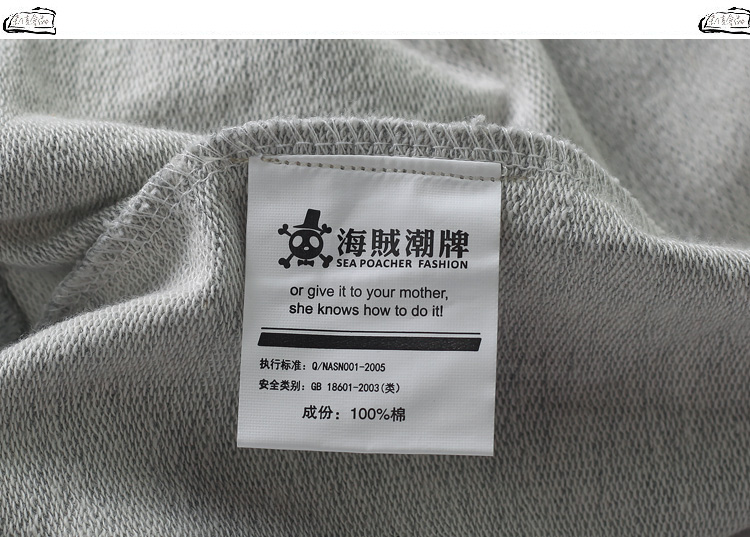 海賊潮牌
SEA POACHER FASHION
or give it to your mother,
she knows how to do it!
执行标准：Q/NASN001-2005
安全类别：GB 18601-2003(类)
成份：100%棉